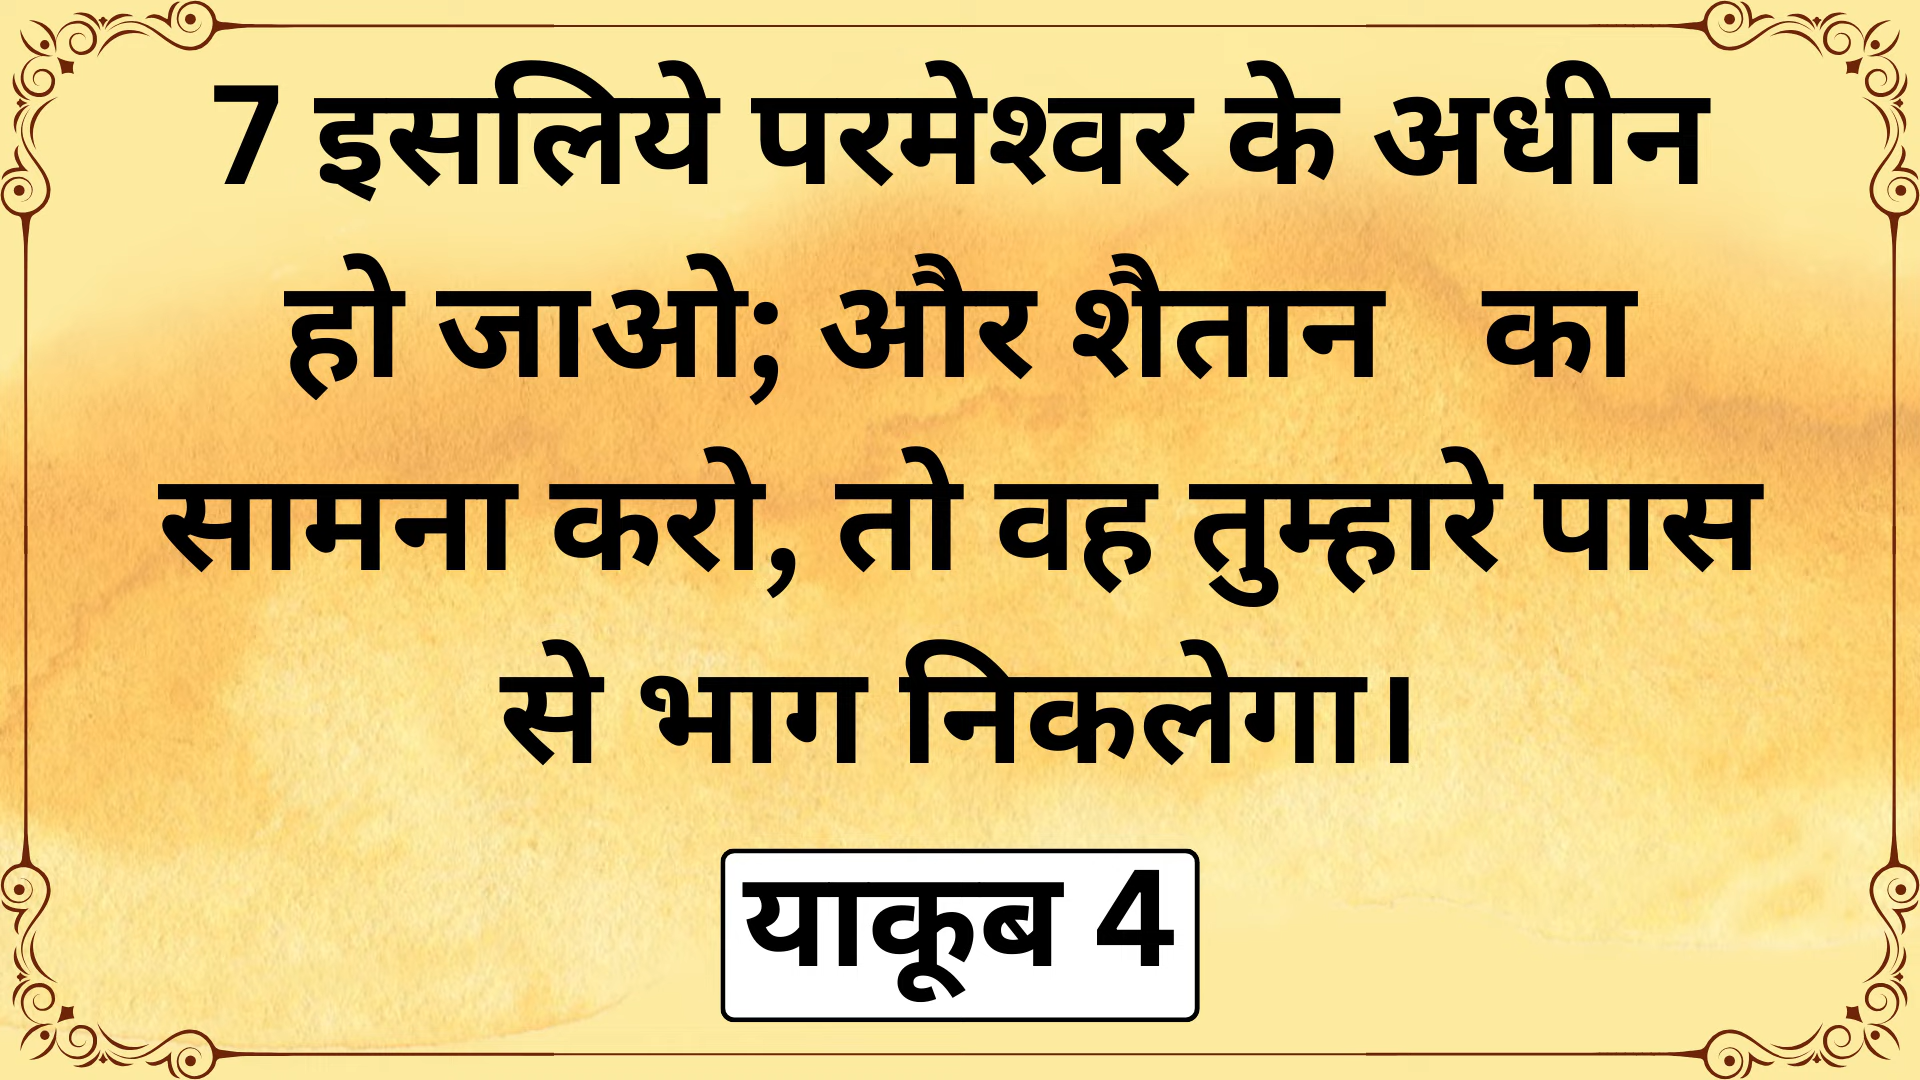 7 इसलिये परमेश्वर के अधीन
हो जाओ; और शैतान का
सामना करो, तो वह तुम्हारे पास
से भाग निकलेगा।
याकूब 4